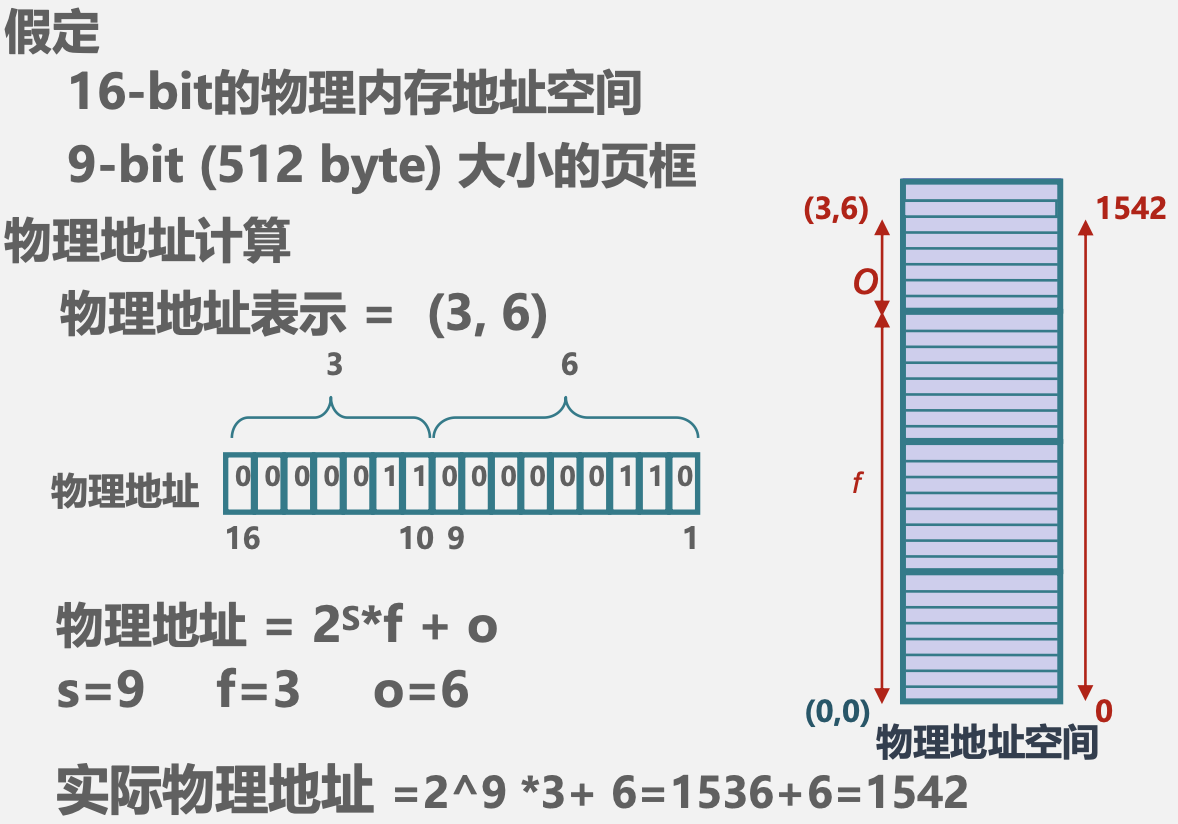 假定
16-bit的物理内存地址空间
9-bit (512 byte) 大小的页框
物理地址计算
物理地址表示 = (3, 6)
3 6
物理地址 0 0 0 0 0 1 1 0 0 0 0 0 0 1 1 0
16 10 9 1
物理地址 = 2ˢ*f + o
s=9 f=3 o=6
实际物理地址 =2^9 *3+ 6=1536+6=1542
(3,6) 1542
O
f
(0,0) 0
物理地址空间